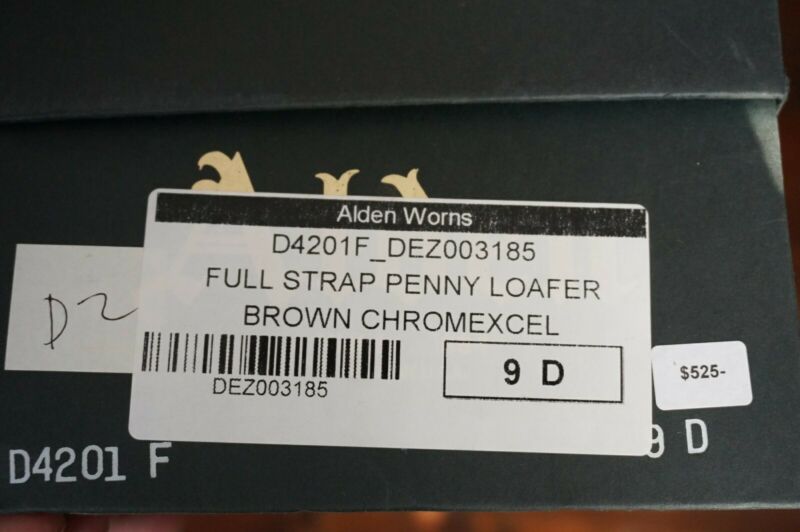 Alden Worns
D4201F_DEZ003185
FULL STRAP PENNY LOAFER
BROWN CHROMEXCEL
DEZ003185
9 D
$525-
D2
D4201 F
9 D